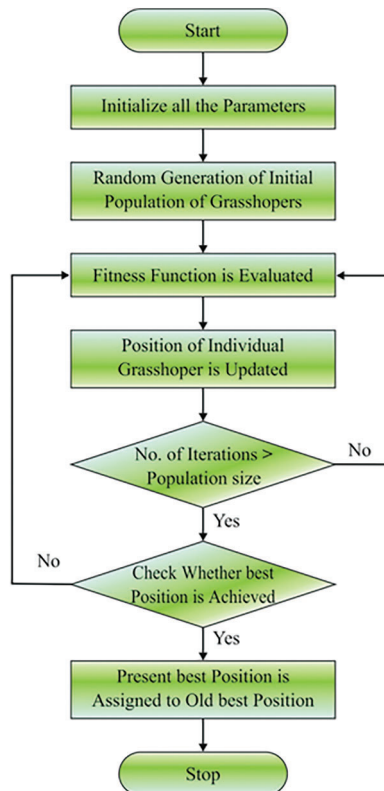 Start
Initialize all the Parameters
Random Generation of Initial
Population of Grasshopers
Fitness Function is Evaluated
Position of Individual
Grasshoper is Updated
No. of Iterations >
Population size
No
Yes
No
Check Whether best
Position is Achieved
Yes
Present best Position is
Assigned to Old best Position
Stop